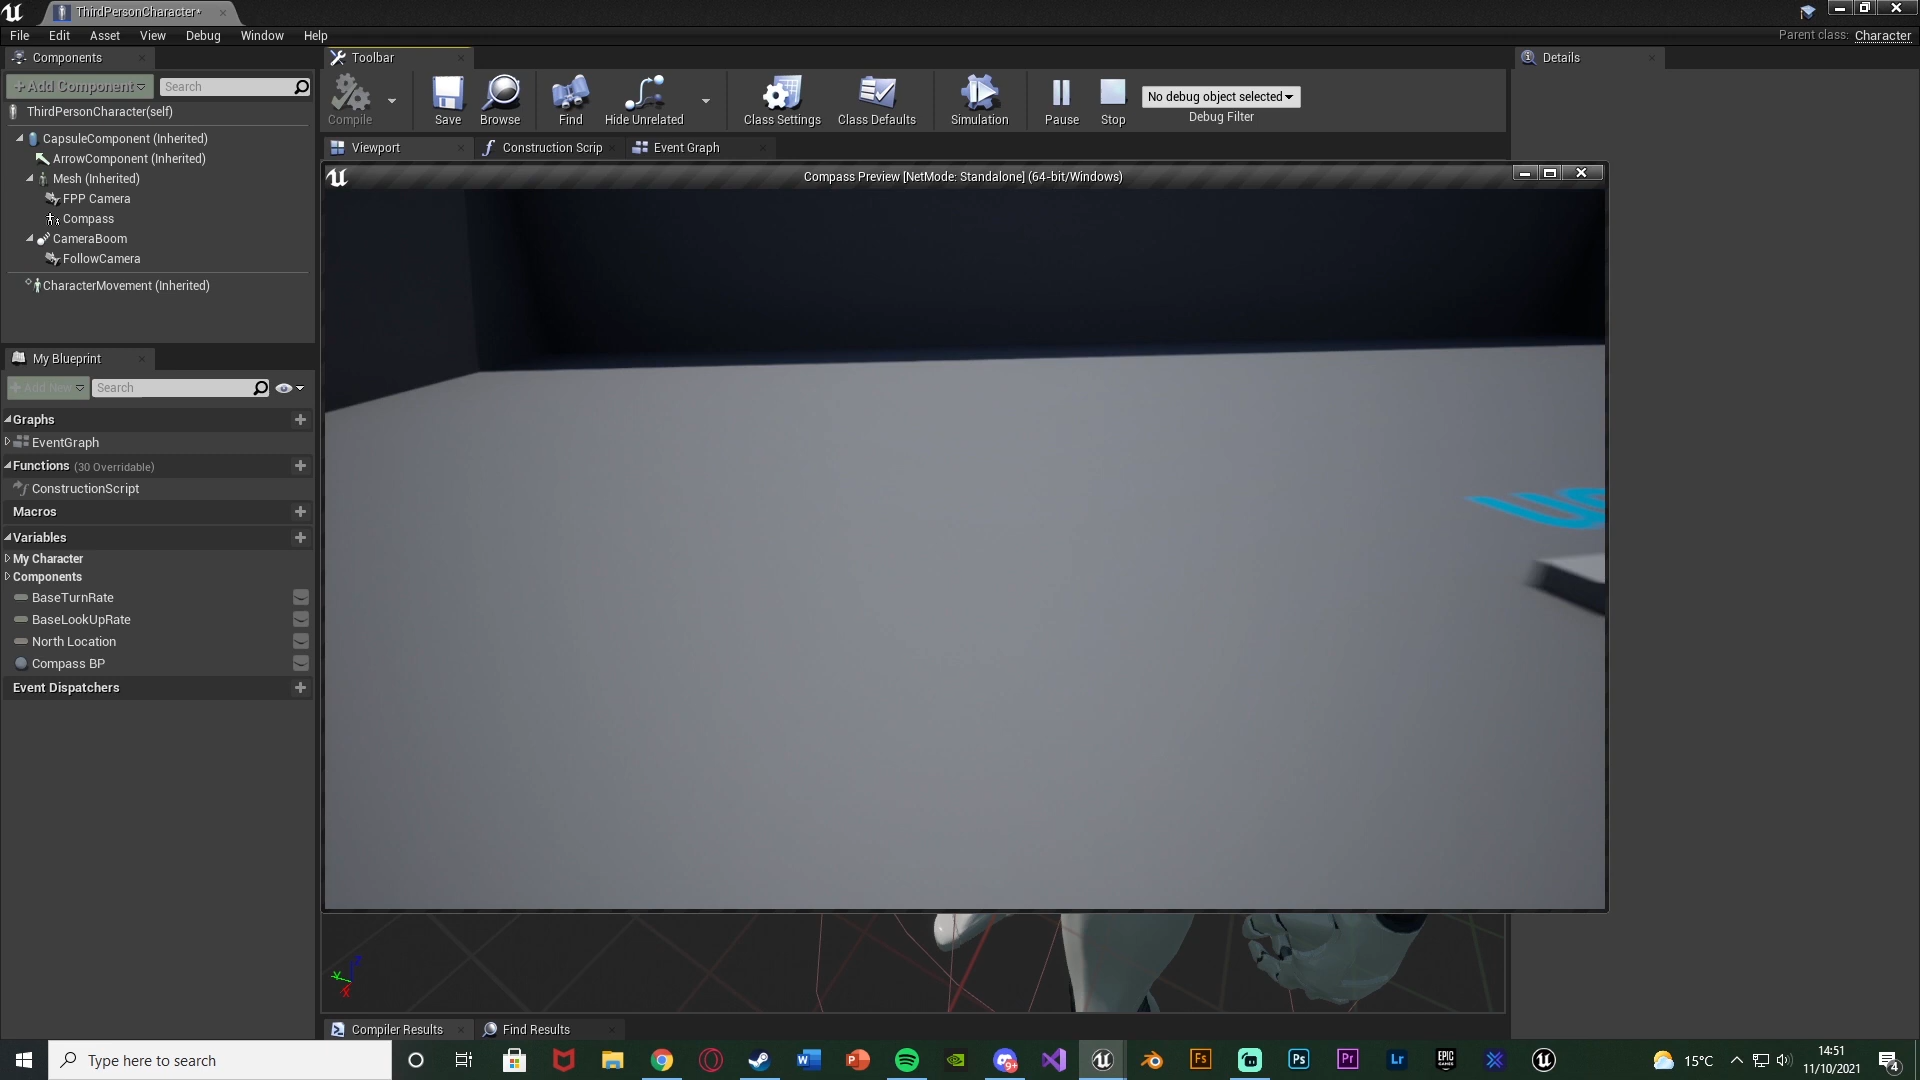 ThirdPersonCharacter*
File Edit Asset View Debug Window Help
Parent class: Character
Components
Toolbar
Details
+Add Component
Search
Compile
Save
Browse
Find
Hide Unrelated
Class Settings
Class Defaults
Simulation
Pause
Stop
No debug object selected
Debug Filter
ThirdPersonCharacter(self)
CapsuleComponent (Inherited)
ArrowComponent (Inherited)
Mesh (Inherited)
FPP Camera
Compass
CameraBoom
FollowCamera
CharacterMovement (Inherited)
Viewport
Construction Scrip
Event Graph
Compass Preview [NetMode: Standalone] (64-bit/Windows)
My Blueprint
+ Add New
Search
Graphs
EventGraph
Functions (30 Overridable)
ConstructionScript
Macros
Variables
My Character
Components
BaseTurnRate
BaseLookUpRate
North Location
Compass BP
Event Dispatchers
Compiler Results
Find Results
Type here to search
15°C
14:51
11/10/2021
4